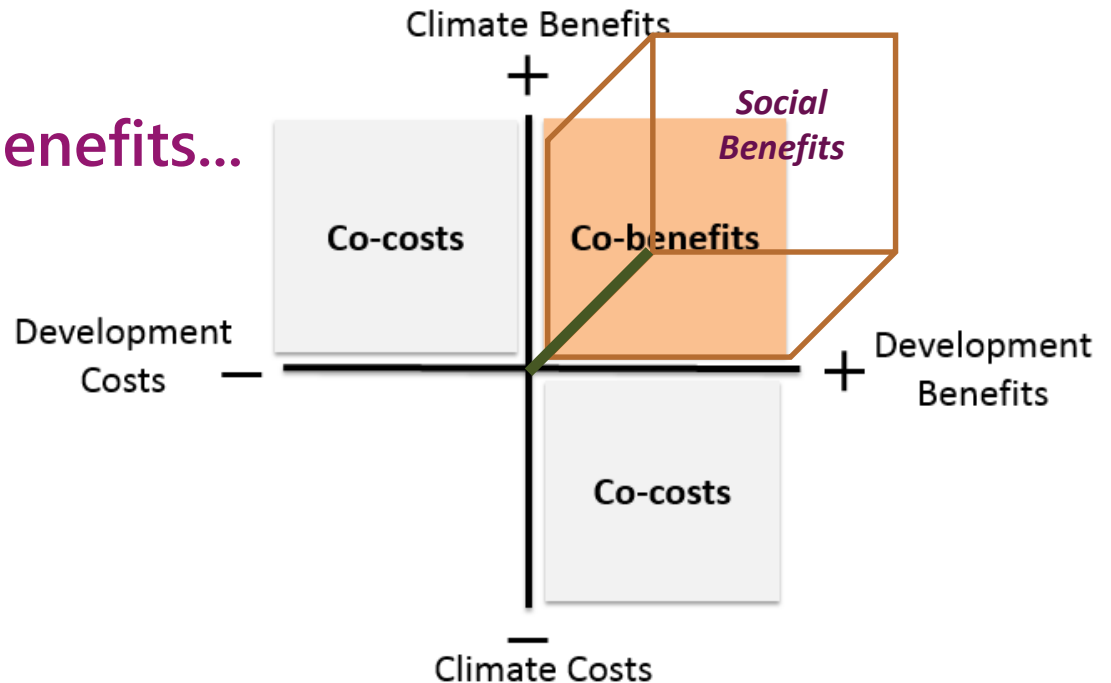 Climate Benefits
+
Social
Benefits
enefits...
Co-costs
Co-benefits
Development
Costs
−
+
Development
Benefits
Co-costs
−
Climate Costs